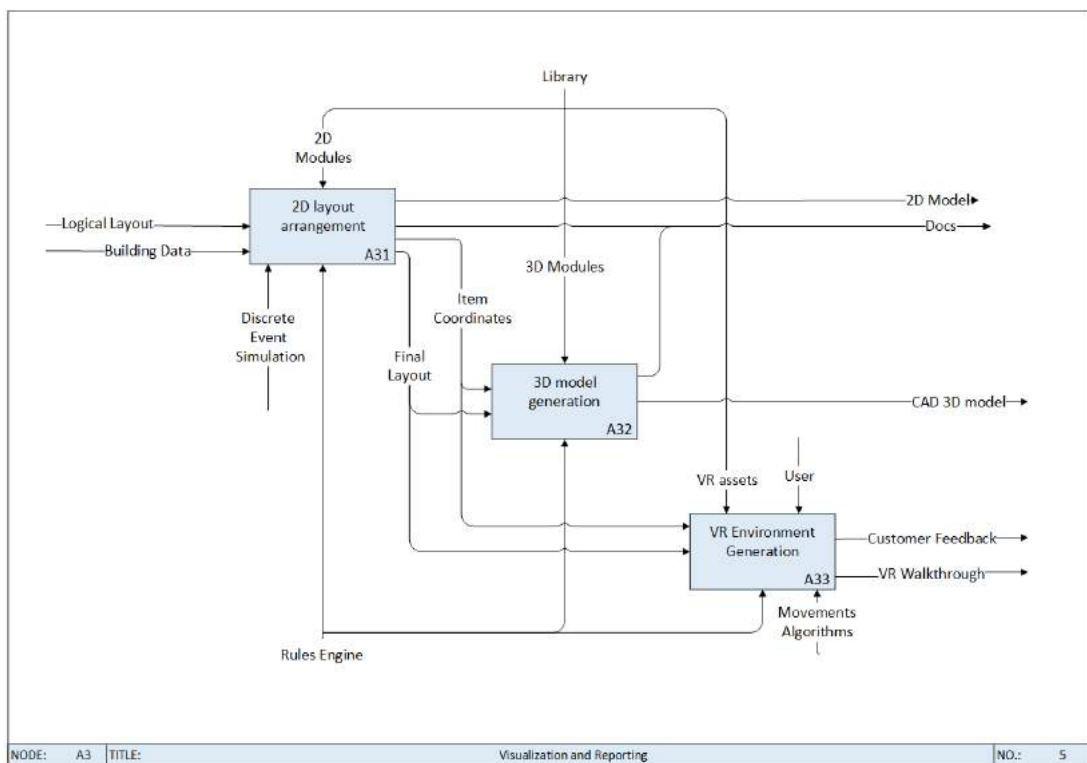 Library
2D
Modules
2D layout
arrangement
A31
Logical Layout
Building Data
2D Model
Docs
3D Modules
Item
Coordinates
Discrete
Event
Simulation
Final
Layout
3D model
generation
A32
CAD 3D model
VR assets
User
VR Environment
Generation
A33
Customer Feedback
VR Walkthrough
Movements
Algorithms
Rules Engine
NODE: A3 TITLE: Visualization and Reporting NO.: 5